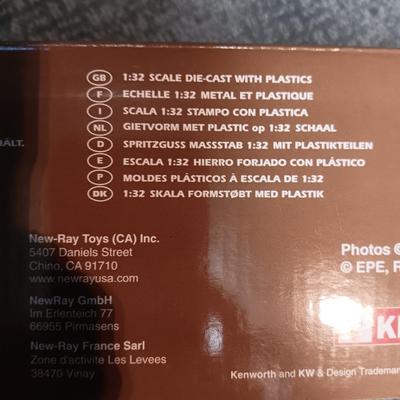 GB 1:32 SCALE DIE-CAST WITH PLASTICS
F ECHELLE 1:32 METAL ET PLASTIQUE
I SCALA 1:32 STAMPO CON PLASTICA
NL GIETVORM MET PLASTIC op 1:32 SCHAAL
D SPRITZGUSS MASSSTAB 1:32 MIT PLASTIKTEILEN
E ESCALA 1:32 HIERRO FORJADO CON PLÁSTICO
P MOLDES PLÁSTICOS À ESCALA DE 1:32
DK 1:32 SKALA FORMSTØBT MED PLASTIK
HÄLT.
New-Ray Toys (CA) Inc.
5407 Daniels Street
Chino, CA 91710
www.newrayusa.com
NewRay GmbH
Im Erlenteich 77
66955 Pirmasens
New-Ray France Sarl
Zone d'activite Les Levees
38470 Vinay
Photos ©
© EPE, R
KE
Kenworth and KW & Design Trademar